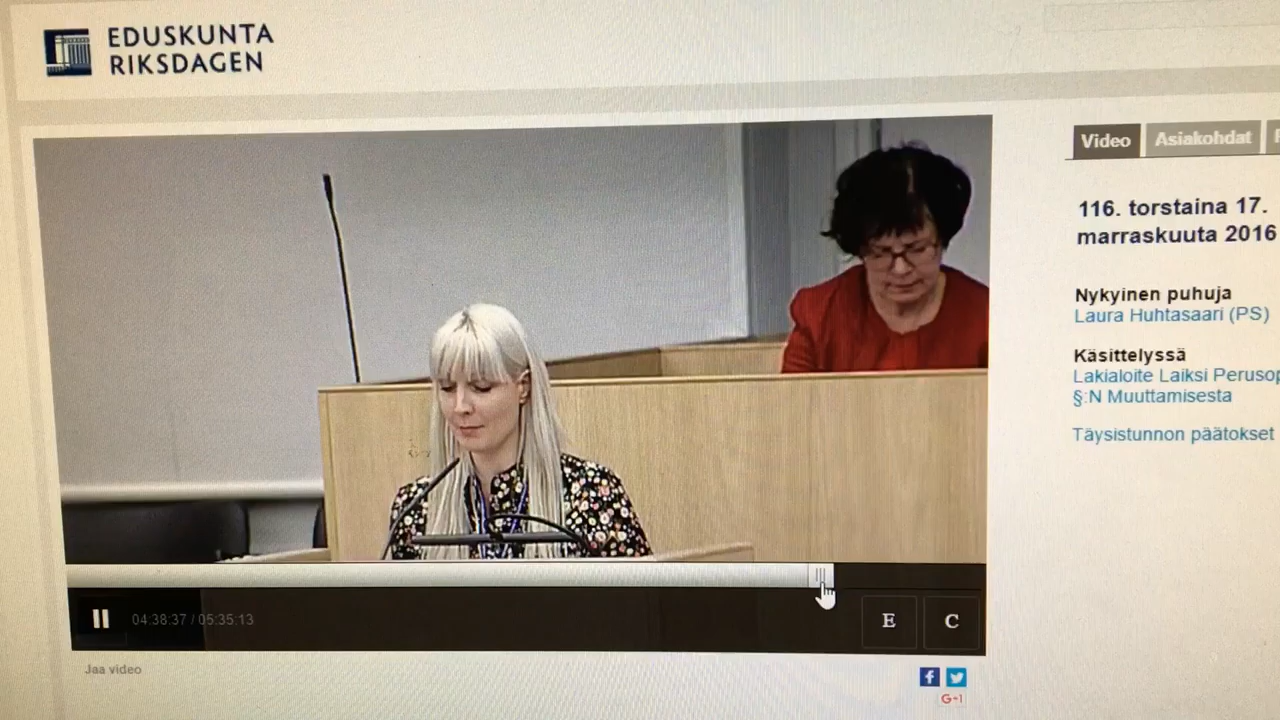 EDUSKUNTA
RIKSDAGEN
Video
Asiakohdat
116. torstaina 17.
marraskuuta 2016
Nykyinen puhuja
Laura Huhtasaari (PS)
Käsittelyssä
Lakialoite Laiksi Perusop
§:N Muuttamisesta
Täysistunnon päätökset
04:38:37 / 05:35:13
E
C
Jaa video
G+1